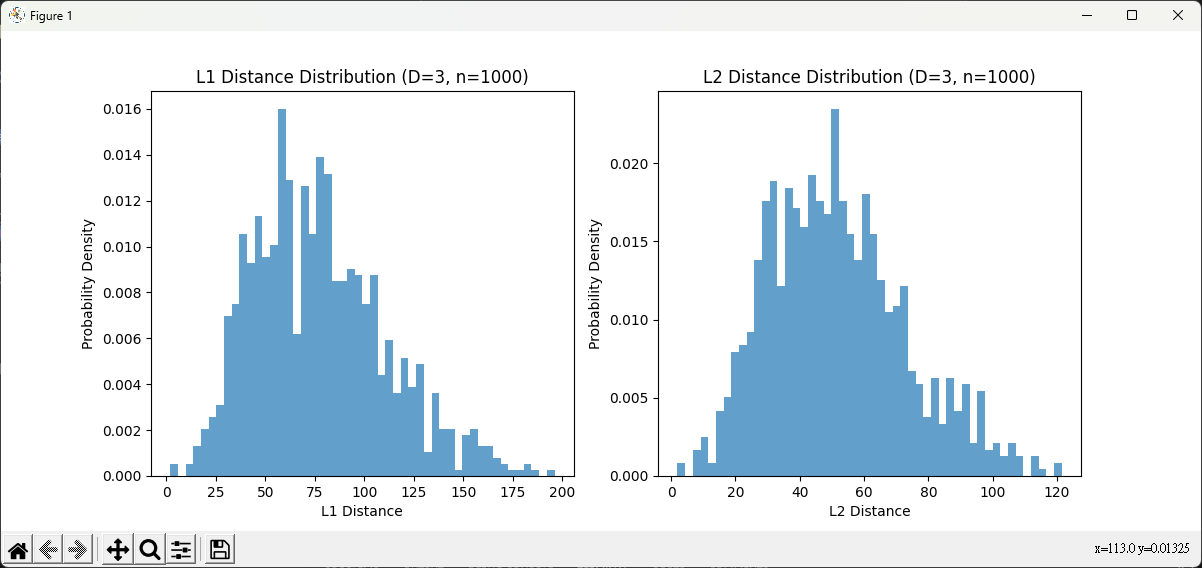 Figure 1
L1 Distance Distribution (D=3, n=1000)
0.016
0.014
0.012
0.010
0.008
0.006
0.004
0.002
0.000
Probability Density
0 25 50 75 100 125 150 175 200
L1 Distance
L2 Distance Distribution (D=3, n=1000)
0.020
0.015
0.010
0.005
0.000
Probability Density
0 20 40 60 80 100 120
L2 Distance
x=113.0 y=0.01325